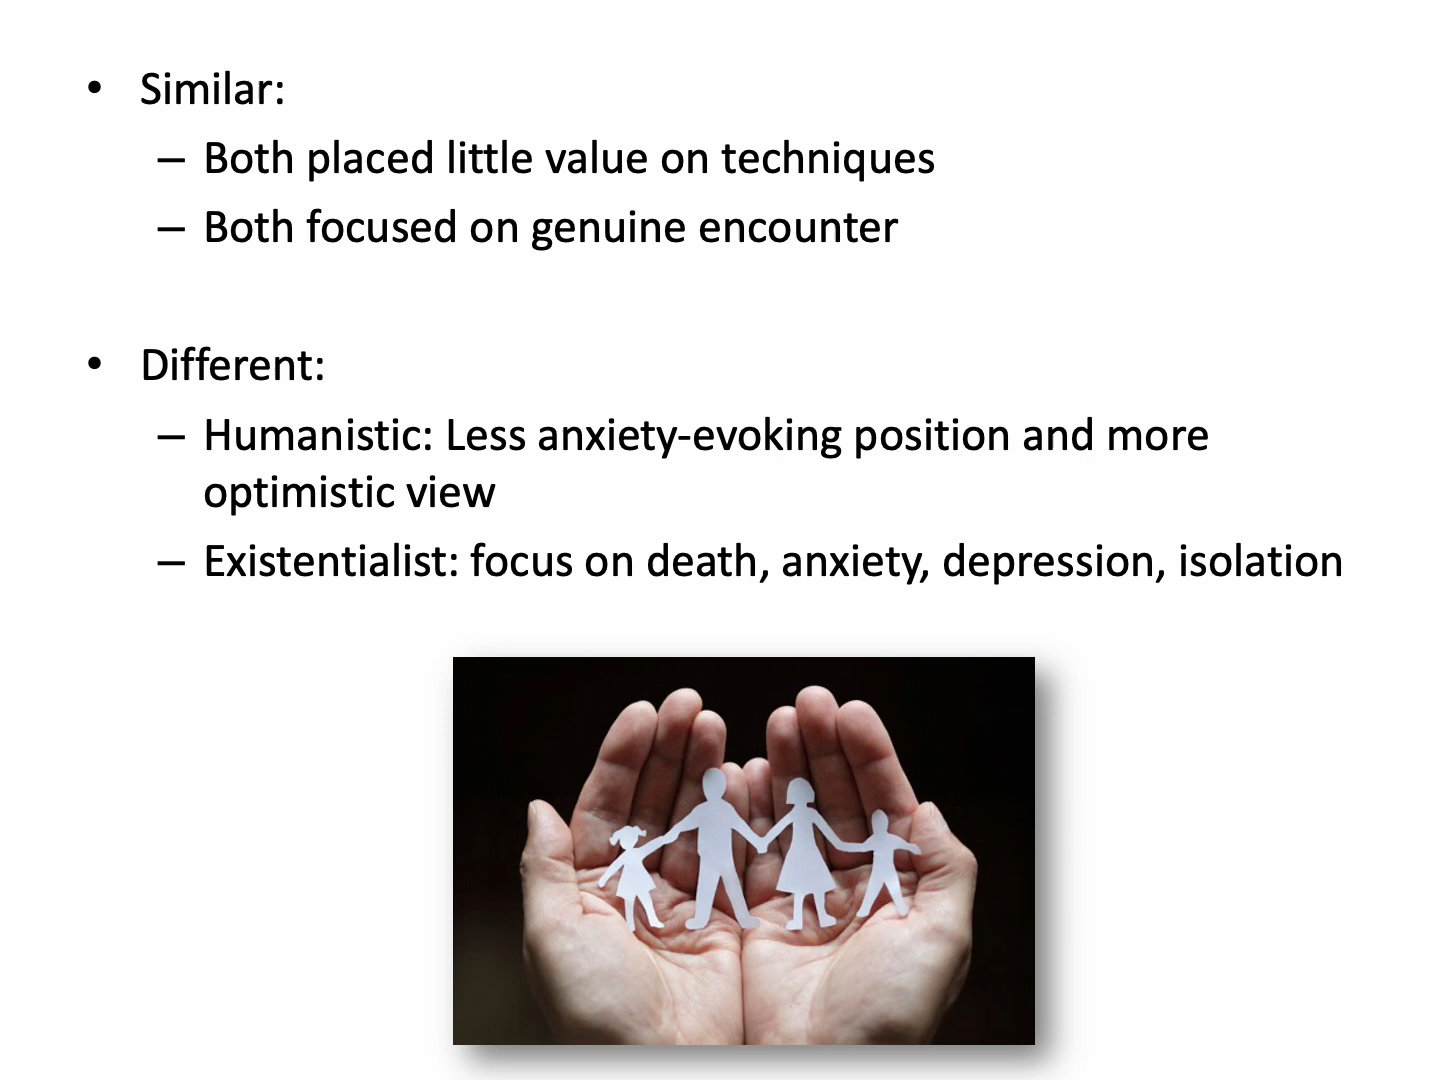 • Similar:
– Both placed little value on techniques
– Both focused on genuine encounter
• Different:
– Humanistic: Less anxiety-evoking position and more
optimistic view
– Existentialist: focus on death, anxiety, depression, isolation